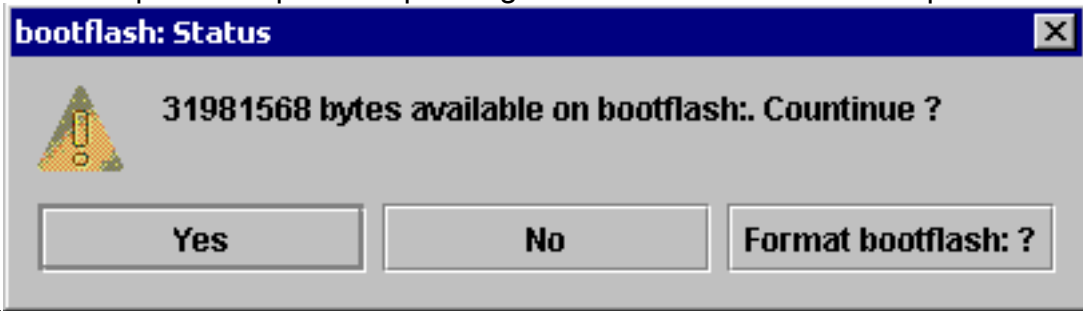 bootflash: Status
31981568 bytes available on bootflash:. Countinue ?
Yes No Format bootflash: ?